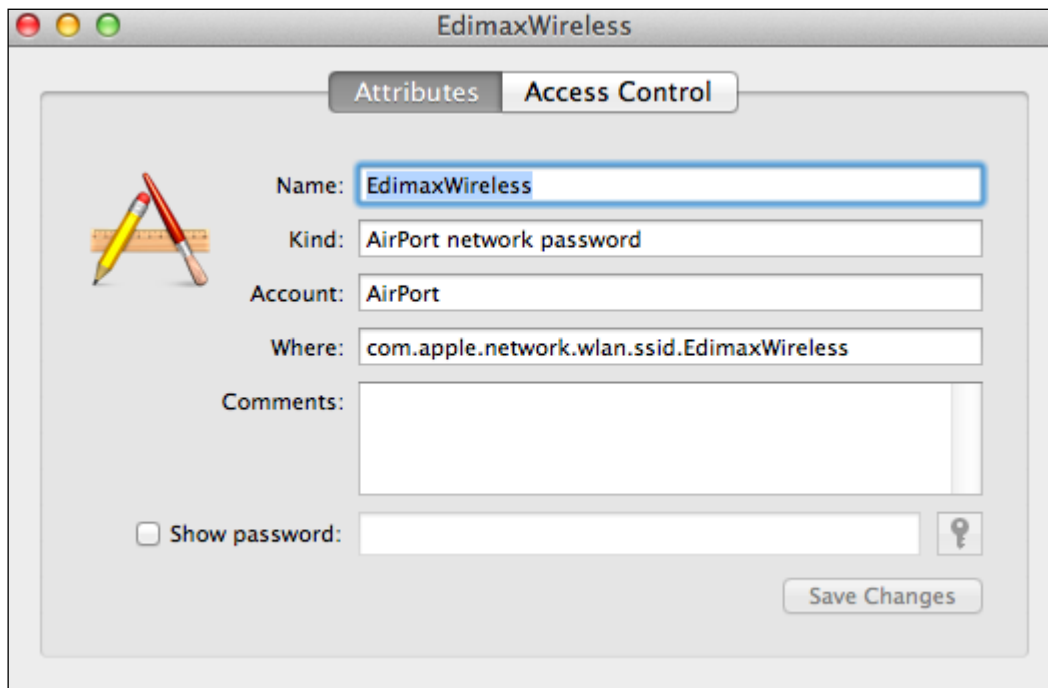 EdimaxWireless
Attributes Access Control
Name: EdimaxWireless
Kind: AirPort network password
Account: AirPort
Where: com.apple.network.wlan.ssid.EdimaxWireless
Comments:
Show password:
Save Changes